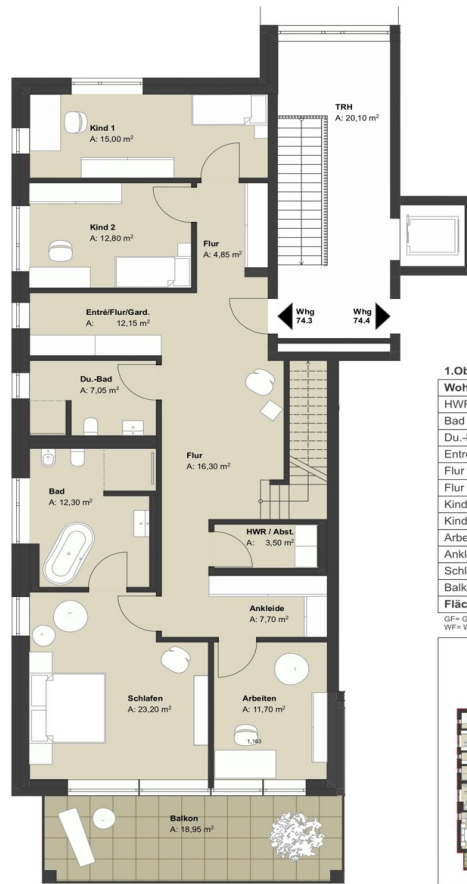 TRH
A: 20,10 m²
Kind 1
A: 15,00 m²
Kind 2
A: 12,80 m²
Flur
A: 4,85 m²
Entré/Flur/Gard.
A: 12,15 m²
Whg
74.3
Whg
74.4
Du.-Bad
A: 7,05 m²
Flur
A: 16,30 m²
Bad
A: 12,30 m²
HWR / Abst.
A: 3,50 m²
Ankleide
A: 7,70 m²
Schlafen
A: 23,20 m²
Arbeiten
A: 11,70 m²
1,163
Balkon
A: 18,95 m²
1.Ob
Woh
HWR
Bad
Du.-
Entré
Flur
Flur
Kind
Kind
Arbe
Ankl
Schl
Balk
Fläc
GF= G
WF= W